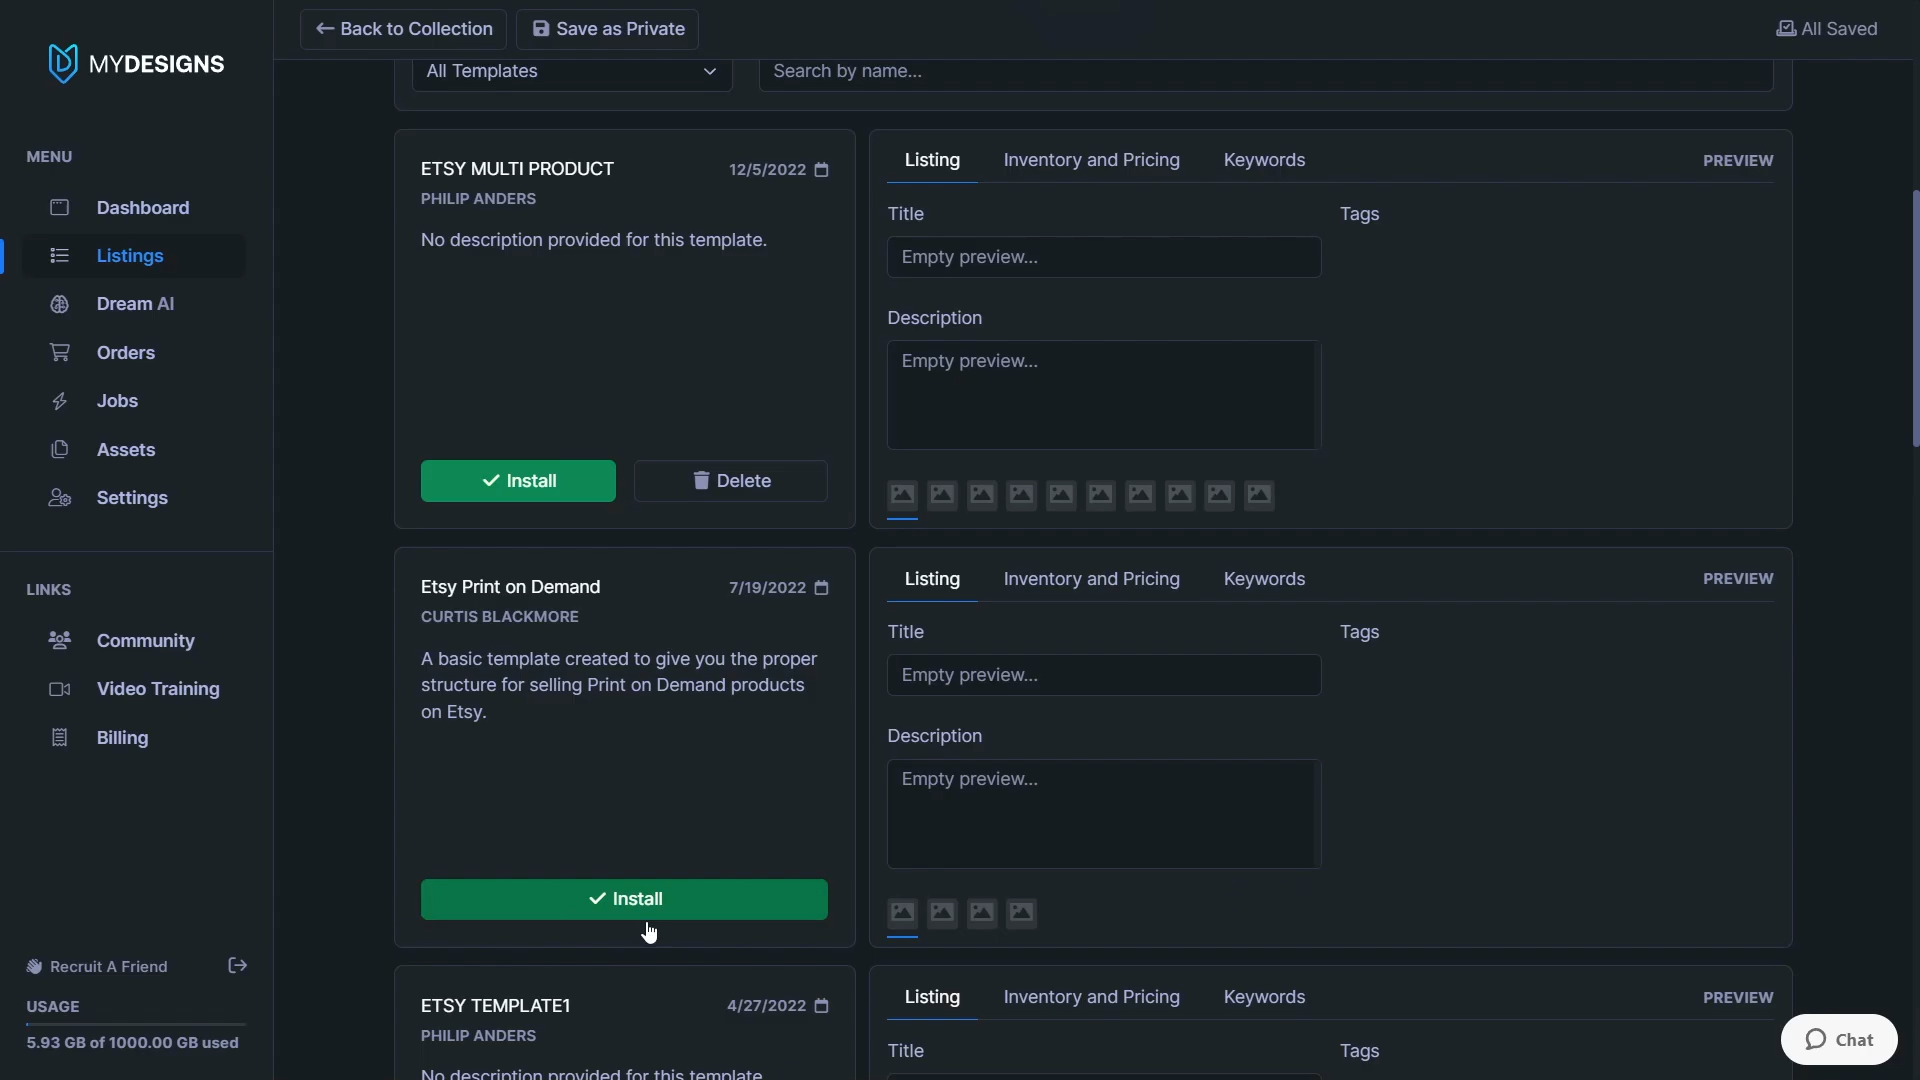 Back to Collection
Save as Private
All Saved
MYDESIGNS
All Templates
Search by name...
MENU
Dashboard
Listings
Dream AI
Orders
Jobs
Assets
Settings
LINKS
Community
Video Training
Billing
Recruit A Friend
USAGE
5.93 GB of 1000.00 GB used
ETSY MULTI PRODUCT
12/5/2022
PHILIP ANDERS
No description provided for this template.
Install
Delete
Listing
Inventory and Pricing
Keywords
PREVIEW
Title
Tags
Empty preview...
Description
Empty preview...
Etsy Print on Demand
7/19/2022
CURTIS BLACKMORE
A basic template created to give you the proper
structure for selling Print on Demand products
on Etsy.
Install
Listing
Inventory and Pricing
Keywords
PREVIEW
Title
Tags
Empty preview...
Description
Empty preview...
ETSY TEMPLATE1
4/27/2022
PHILIP ANDERS
No description provided for this template.
Listing
Inventory and Pricing
Keywords
PREVIEW
Title
Tags
Chat